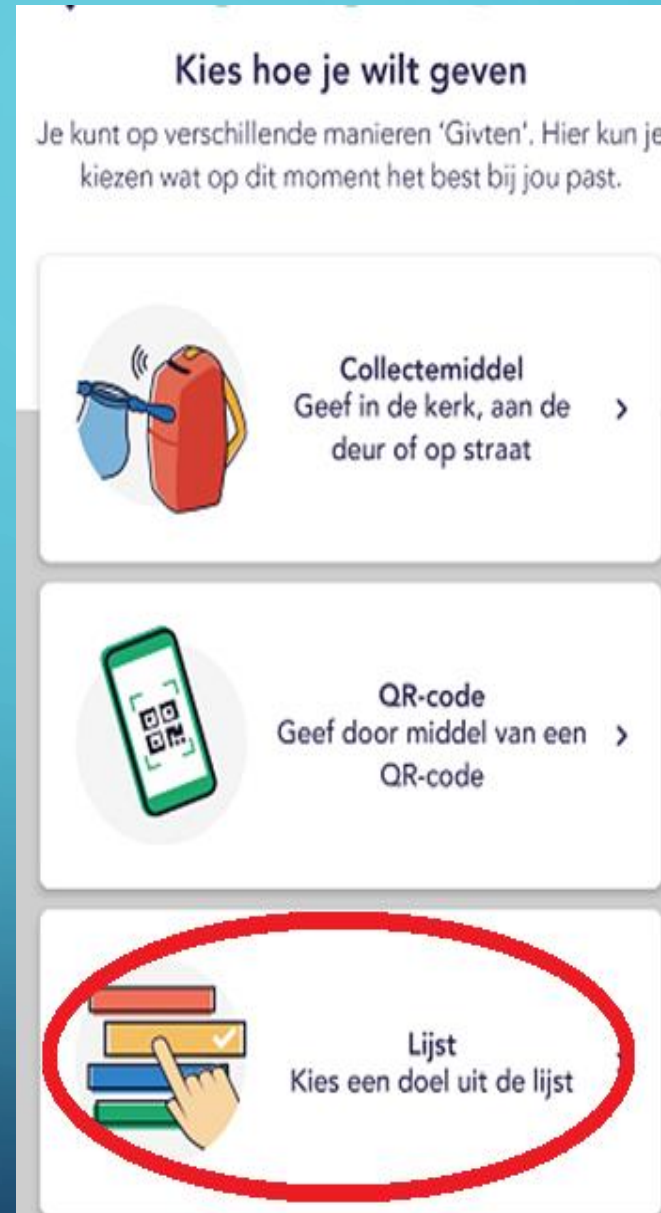 Kies hoe je wilt geven
Je kunt op verschillende manieren ‘Givten’. Hier kun je
kiezen wat op dit moment het best bij jou past.
Collectemiddel
Geef in de kerk, aan de
deur of op straat
QR-code
Geef door middel van een
QR-code
Lijst
Kies een doel uit de lijst